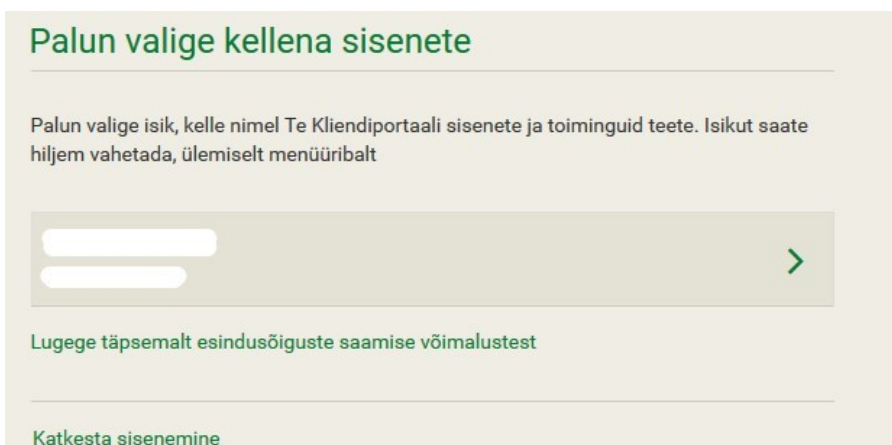 Palun valige kellena sisenete
Palun valige isik, kelle nimel Te Kliendiportaali sisenete ja toiminguid teete. Isikut saate
hiljem vahetada, ülemiselt menüüribalt
Lugege täpsemalt esindusõiguste saamise võimalustest
Katkesta sisenemine